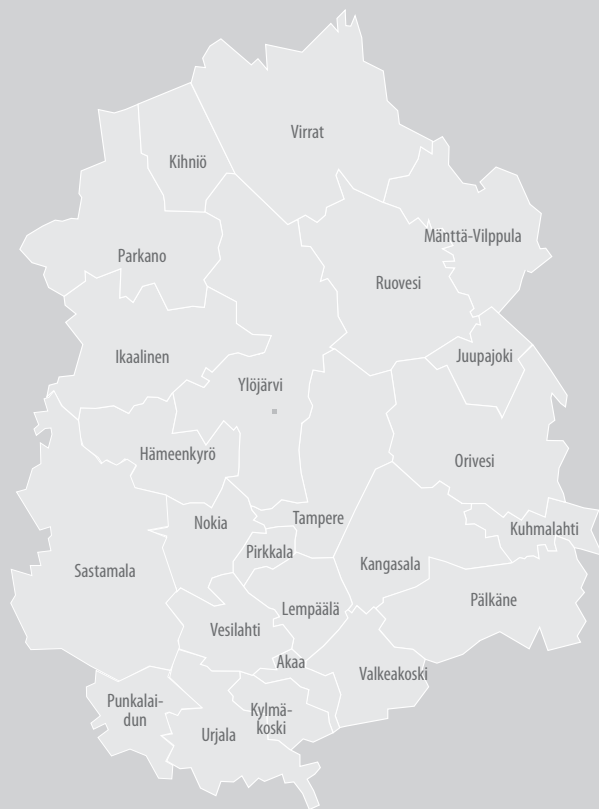 Virrat
Kihniö
Mänttä-Vilppula
Parkano
Ruovesi
Ikaalinen
Juupajoki
Ylöjärvi
Hämeenkyrö
Orivesi
Nokia
Tampere
Kuhmalahti
Pirkkala
Kangasala
Sastamala
Pälkäne
Lempäälä
Vesilahti
Akaa
Valkeakoski
Punkalai-
dun
Kylmä-
koski
Urjala